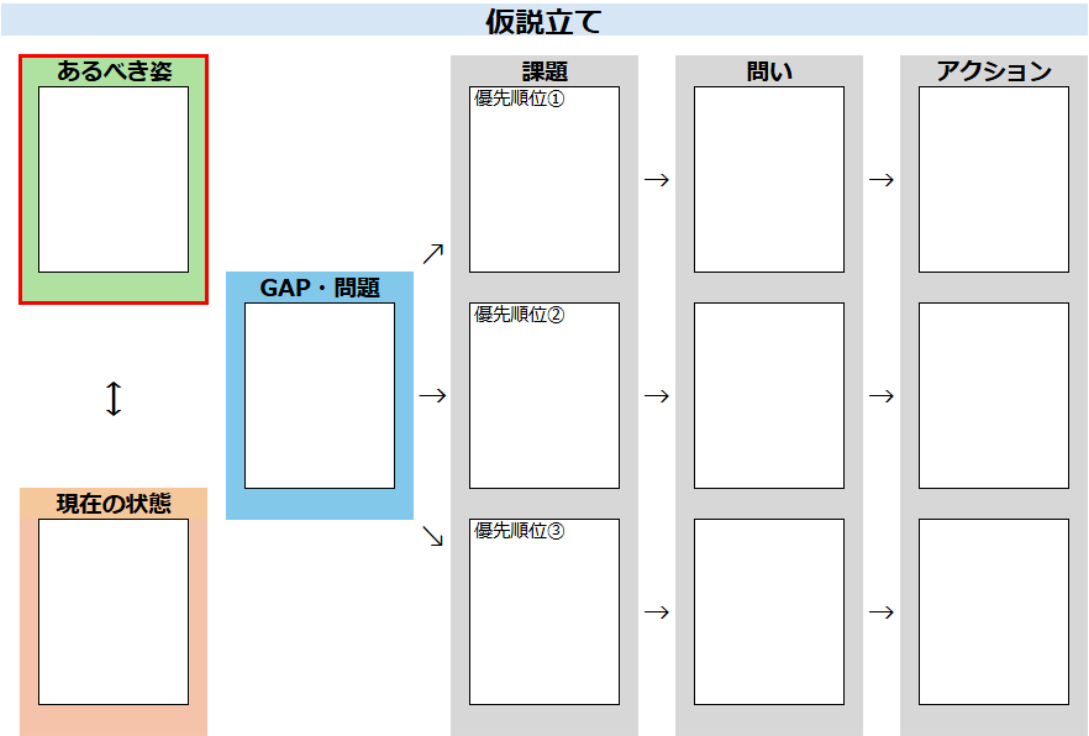 仮説立て
あるべき姿
課題
問い
アクション
優先順位①
→
→
↗
GAP・問題
優先順位②
↕
→
→
→
現在の状態
↘
優先順位③
→
→